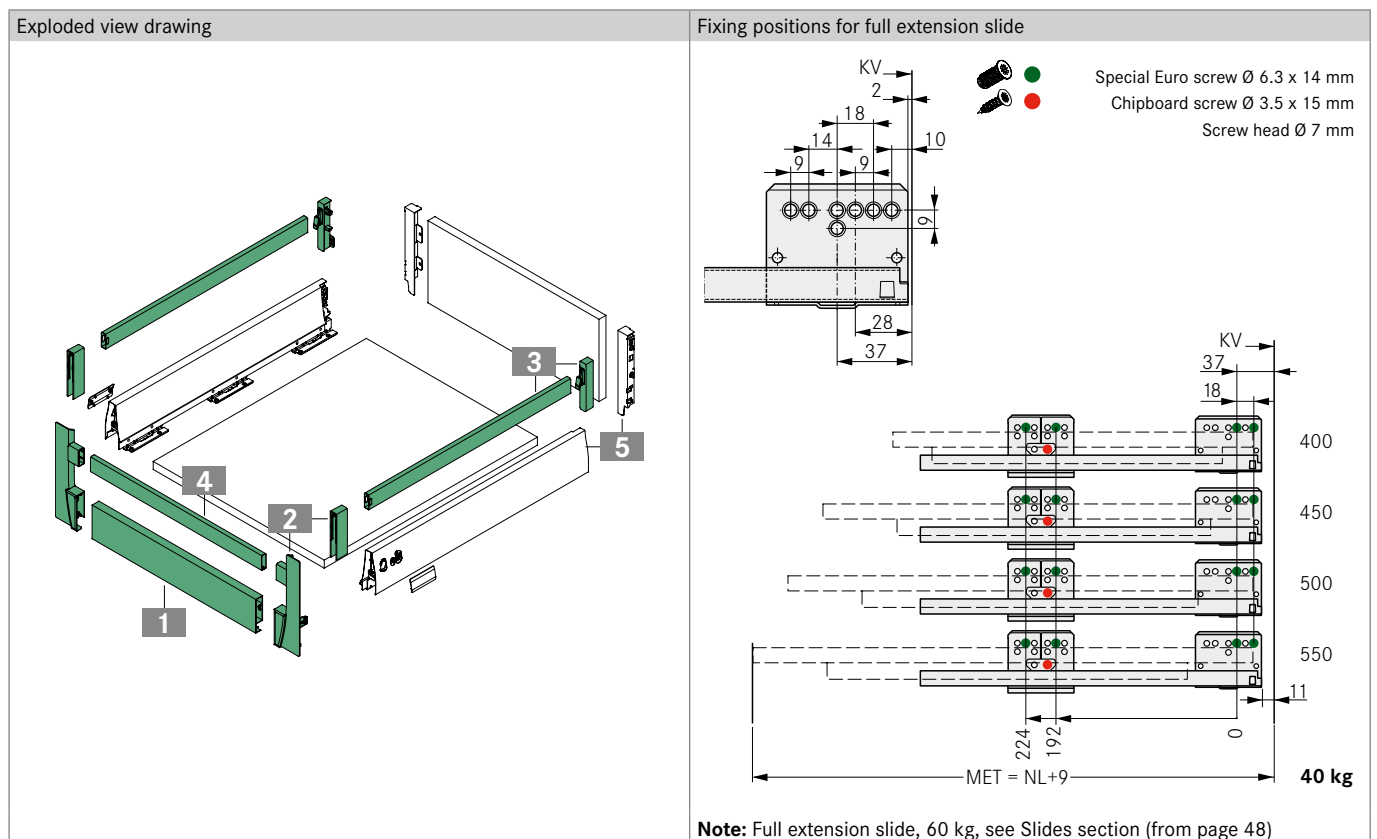 Exploded view drawing
Fixing positions for full extension slide
KV
2
18
14
10
9
9
9
28
37
Special Euro screw Ø 6.3 x 14 mm
Chipboard screw Ø 3.5 x 15 mm
Screw head Ø 7 mm
3
5
4
2
1
KV
37
18
400
450
500
550
11
224
192
0
MET = NL+9
40 kg
Note: Full extension slide, 60 kg, see Slides section (from page 48)